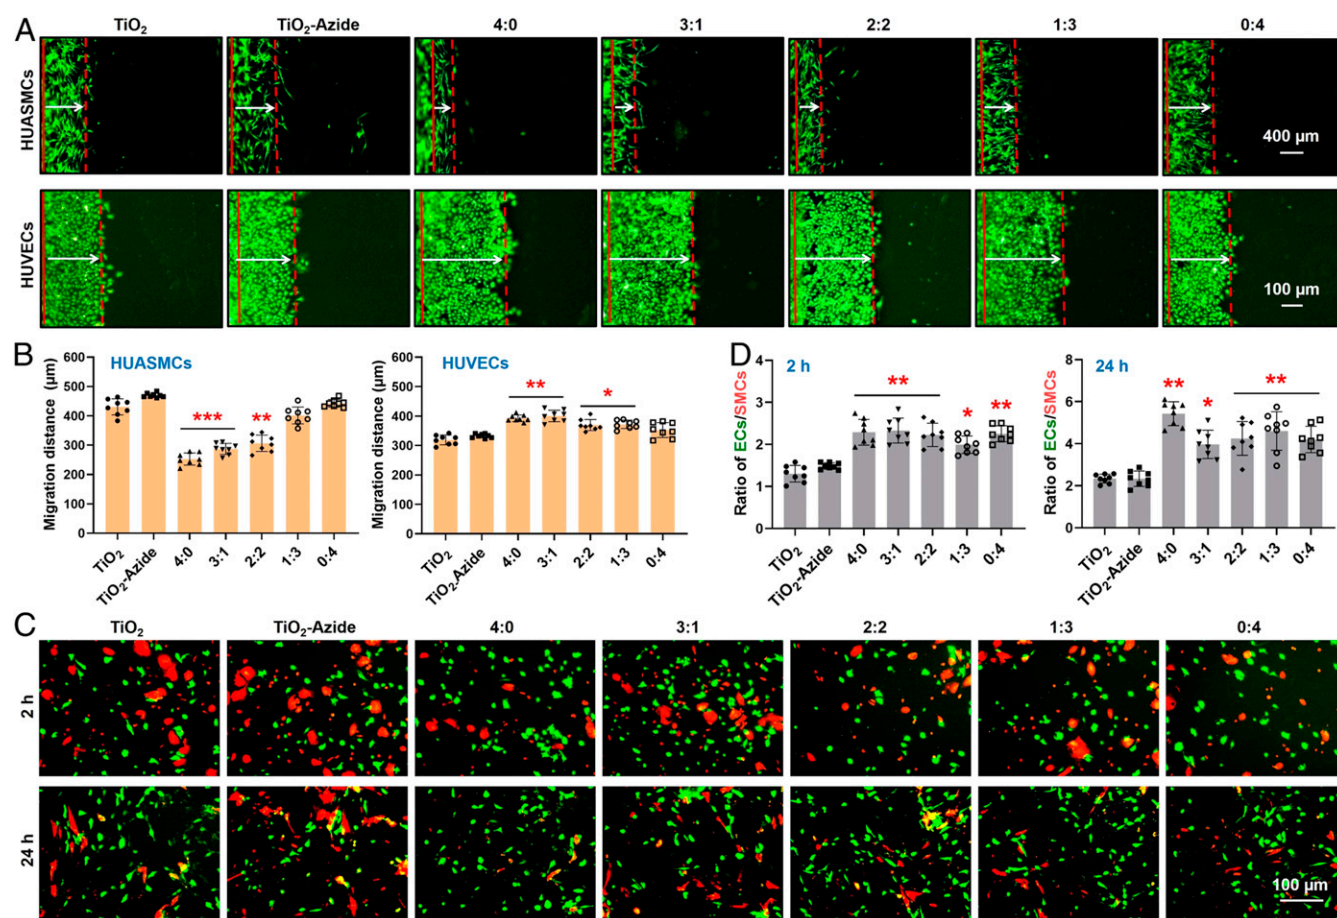 A
TiO2
TiO2-Azide
4:0
3:1
2:2
1:3
0:4
HUASMCs
400 µm
HUVECs
100 µm
B
HUASMCs
Migration distance (µm)
600
500
400
300
200
100
0
***
**
TiO2
TiO2-Azide
4:0
3:1
2:2
1:3
0:4
HUVECs
Migration distance (µm)
600
500
400
300
200
100
0
**
*
TiO2
TiO2-Azide
4:0
3:1
2:2
1:3
0:4
D
2 h
Ratio of ECs/SMCs
4
3
2
1
0
**
*
**
TiO2
TiO2-Azide
4:0
3:1
2:2
1:3
0:4
24 h
Ratio of ECs/SMCs
8
6
4
2
0
**
*
**
TiO2
TiO2-Azide
4:0
3:1
2:2
1:3
0:4
C
TiO2
TiO2-Azide
4:0
3:1
2:2
1:3
0:4
2 h
24 h
100 µm